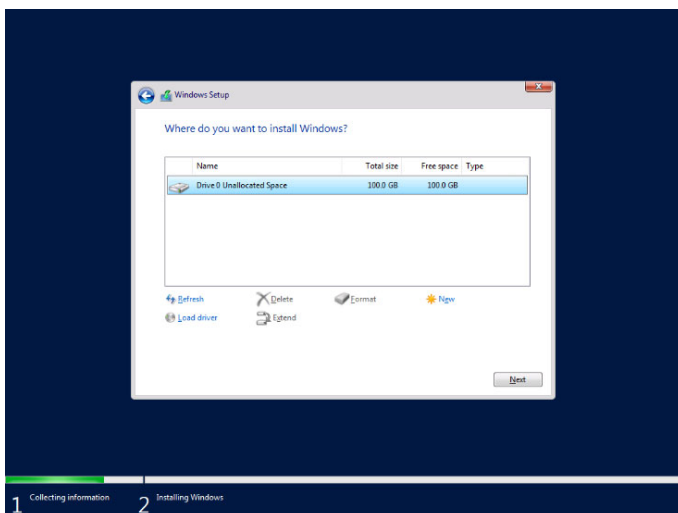 Windows Setup
Where do you want to install Windows?
Name Total size Free space Type
Drive 0 Unallocated Space 100.0 GB 100.0 GB
Refresh Delete Format New
Load driver Extend
Next
1 Collecting information 2 Installing Windows